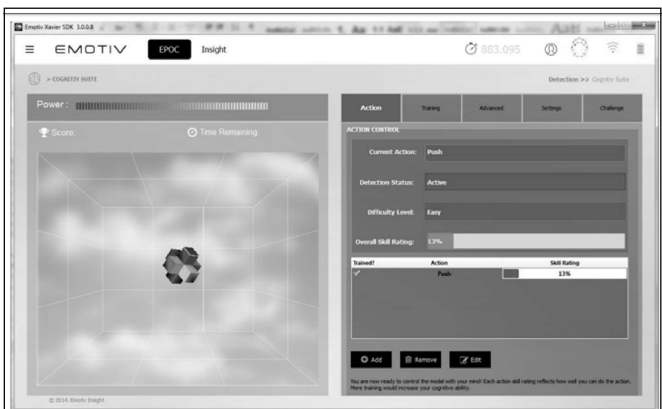 Emotiv Xavier SDK 3.0.0.8
EMOTIV EPOC Insight 883.095
> COGNITIV SUITE Detection >> Cognitiv Suite
Power :
Score: Time Remaining:
Action Training Advanced Settings Challenge
ACTION CONTROL
Current Action: Push
Detection Status: Active
Difficulty Level: Easy
Overall Skill Rating: 13%
Trained? Action Skill Rating
Push 13%
Add Remove Edit
You are now ready to control the model with your mind! Each action skill rating reflects how well you can do the action.
More training would increase your cognitive ability.
© 2014. Emotiv Insight